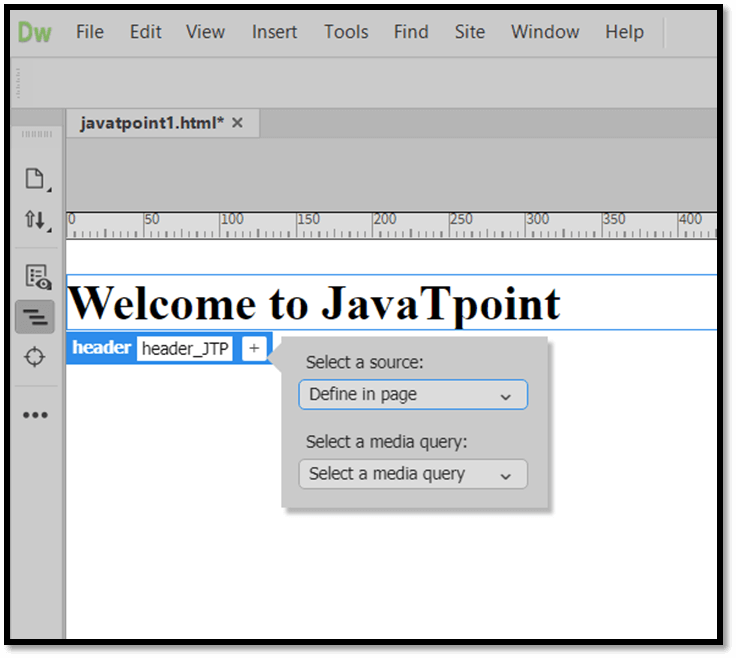 Dw File Edit View Insert Tools Find Site Window Help
javatpoint1.html* ×
0 50 100 150 200 250 300 350 400
Welcome to JavaTpoint
header header_JTP +
Select a source:
Define in page
Select a media query:
Select a media query